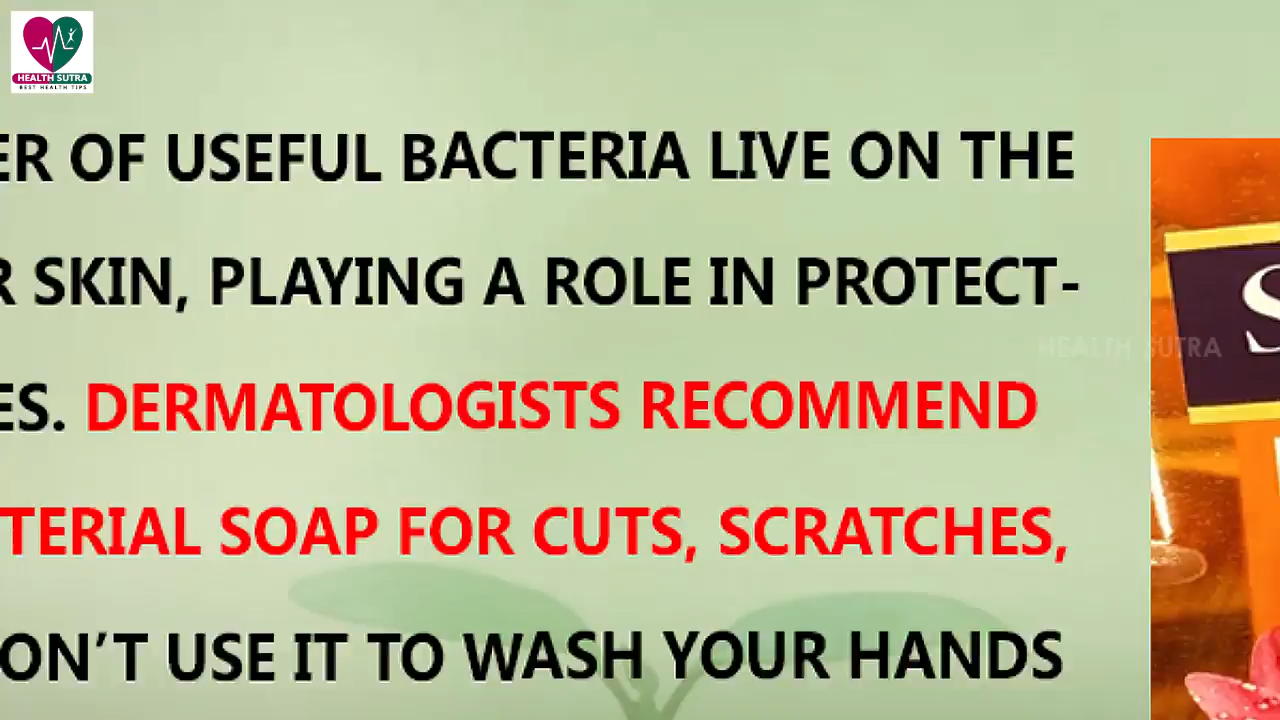 HEALTH SUTRA
BEST HEALTH TIPS
ER OF USEFUL BACTERIA LIVE ON THE
R SKIN, PLAYING A ROLE IN PROTECT-
HEALTH SUTRA
ES. DERMATOLOGISTS RECOMMEND
TERIAL SOAP FOR CUTS, SCRATCHES,
ON'T USE IT TO WASH YOUR HANDS
S